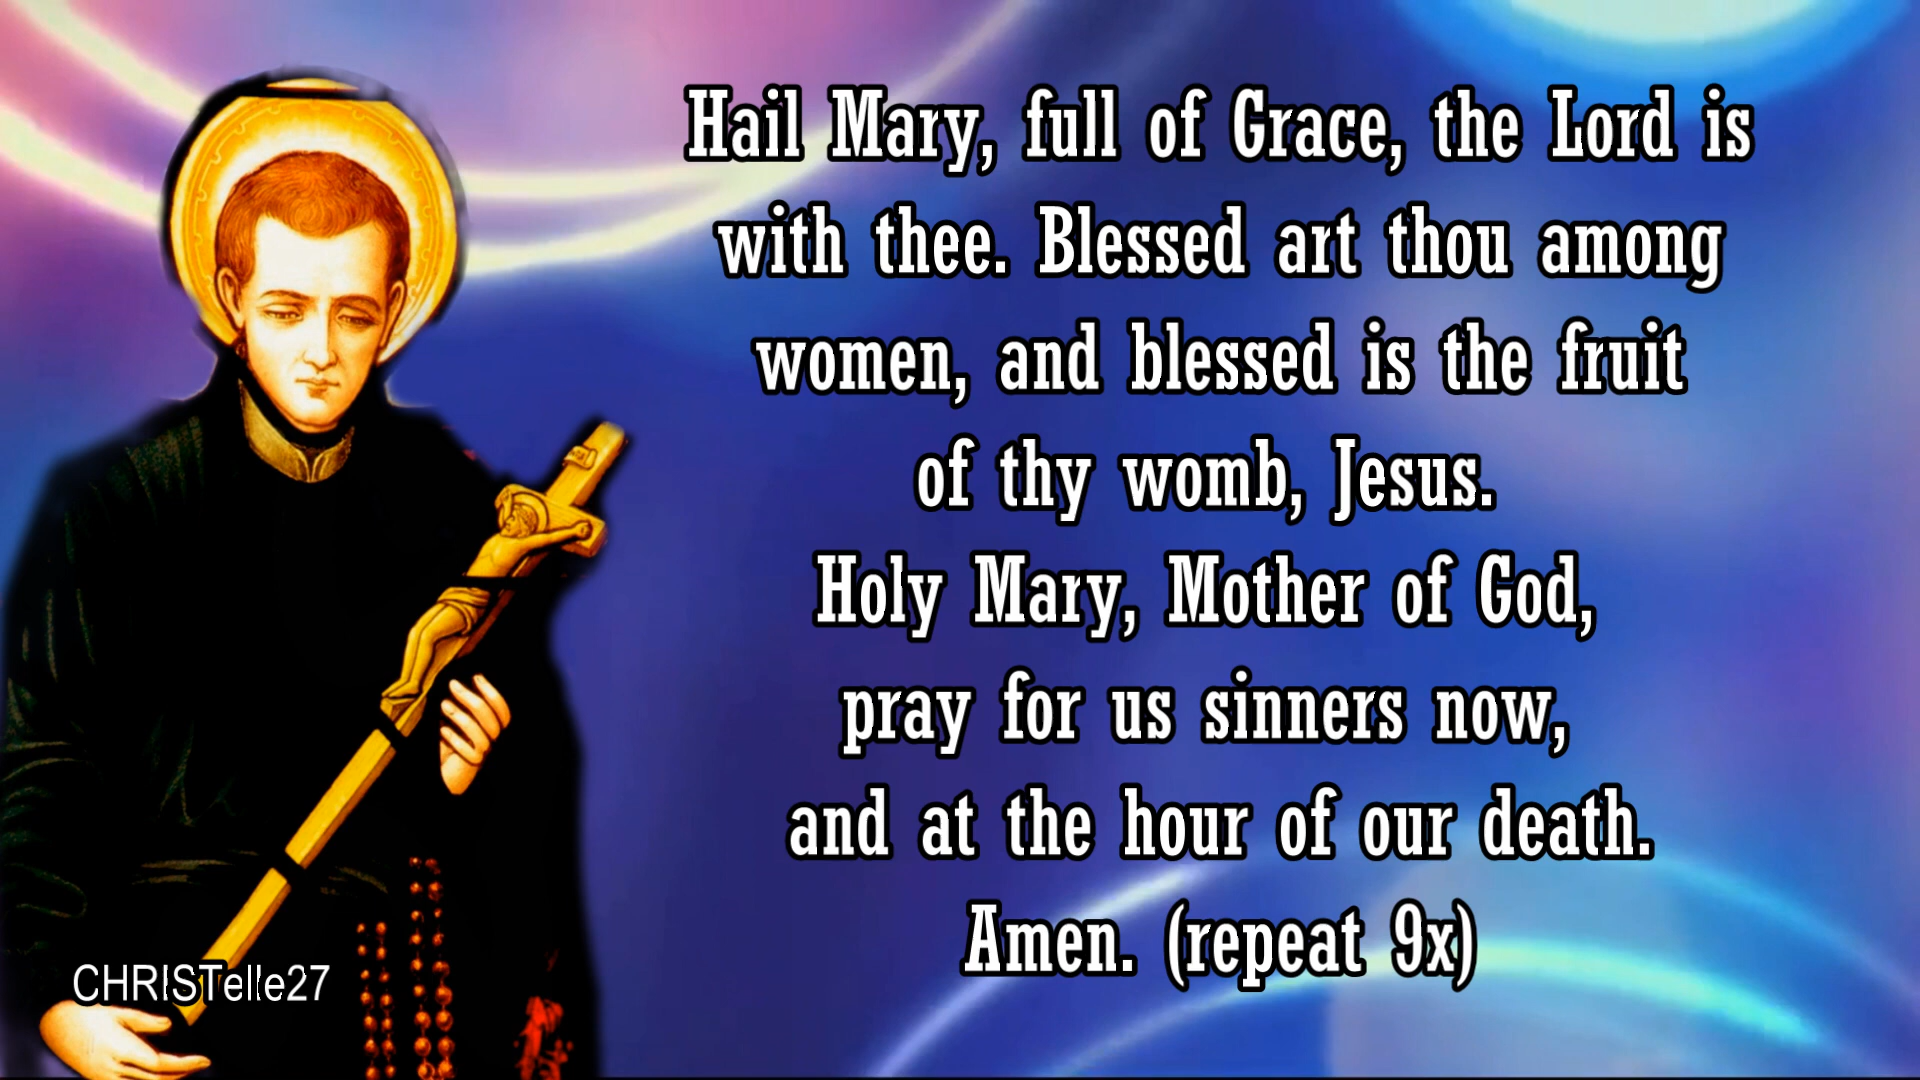 Hail Mary, full of Grace, the Lord is
with thee. Blessed art thou among
women, and blessed is the fruit
of thy womb, Jesus.
Holy Mary, Mother of God,
pray for us sinners now,
and at the hour of our death.
Amen. (repeat 9x)
CHRISTelle27